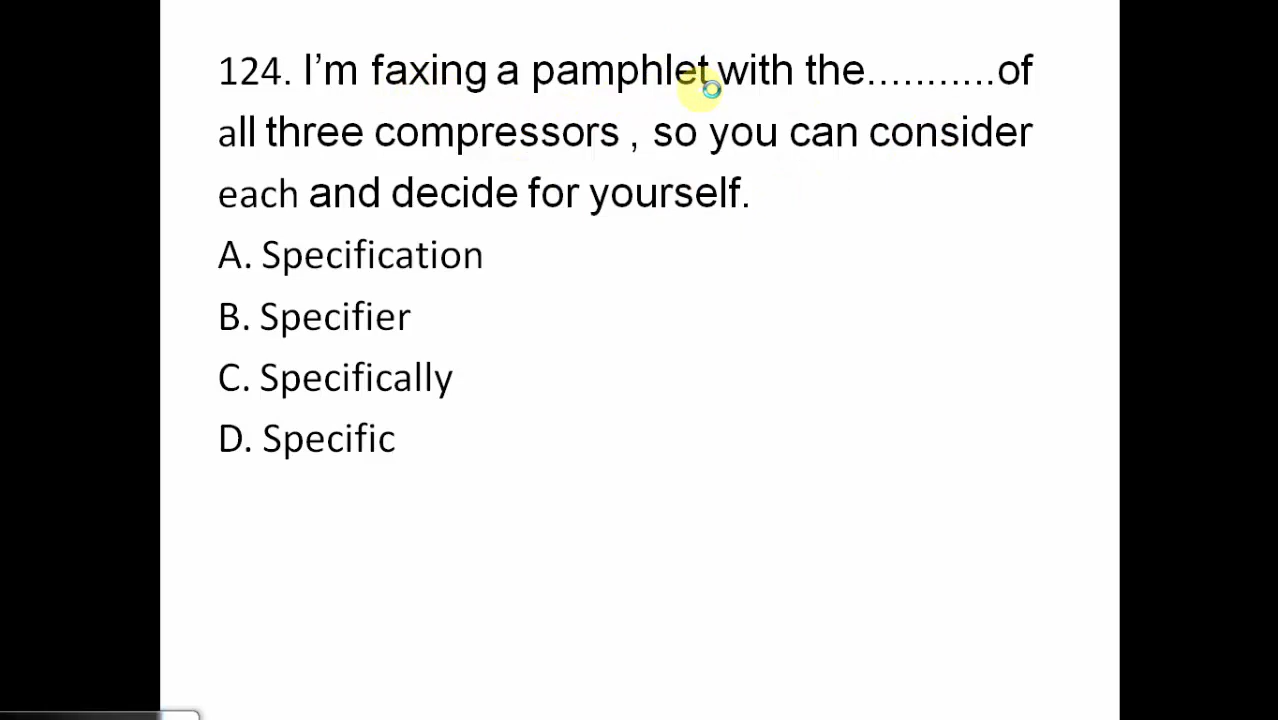 124. I’m faxing a pamphlet with the...........of
all three compressors , so you can consider
each and decide for yourself.
A. Specification
B. Specifier
C. Specifically
D. Specific